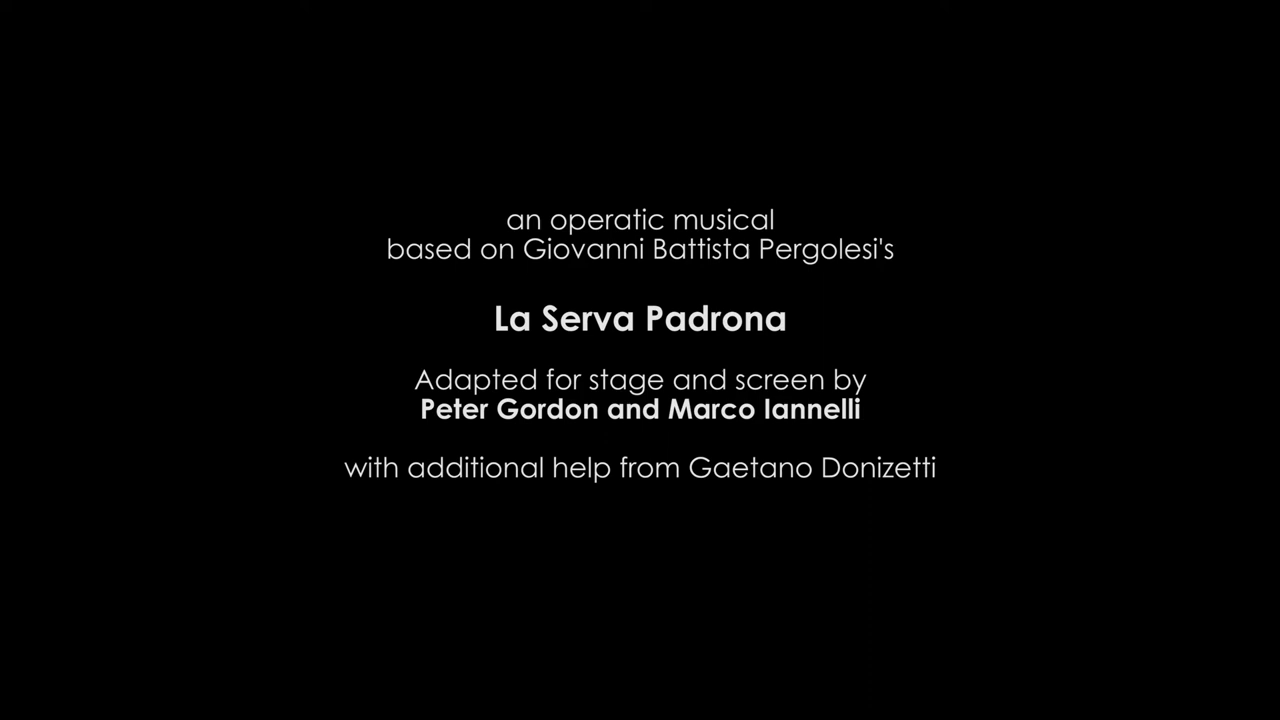 an operatic musical
based on Giovanni Battista Pergolesi's
La Serva Padrona
Adapted for stage and screen by
Peter Gordon and Marco Iannelli
with additional help from Gaetano Donizetti